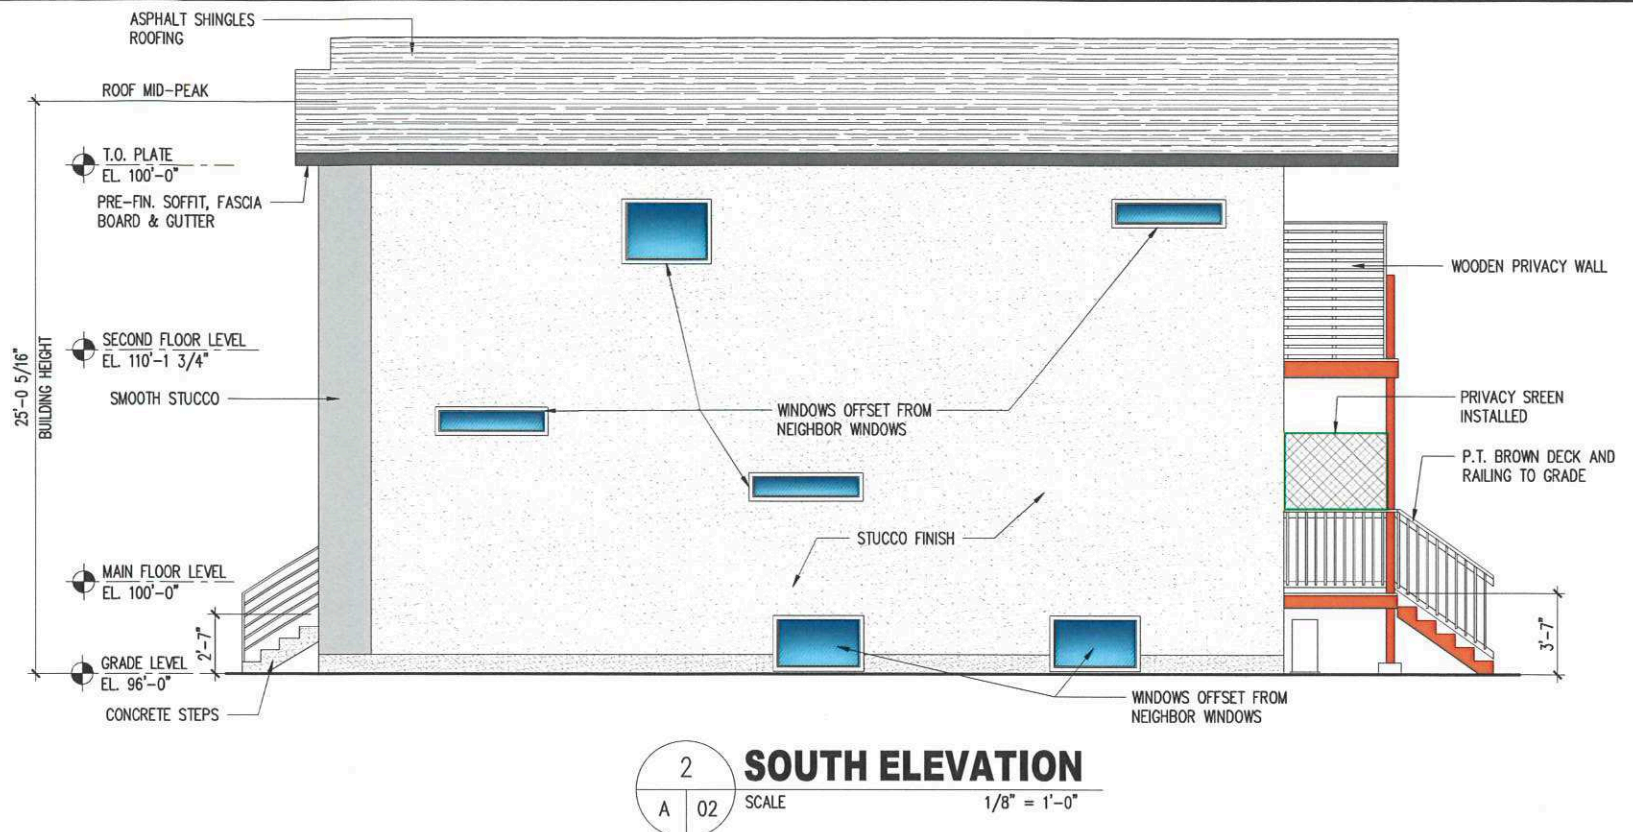 ASPHALT SHINGLES
ROOFING
ROOF MID-PEAK
T.O. PLATE
EL. 100'-0"
PRE-FIN. SOFFIT, FASCIA
BOARD & GUTTER
WOODEN PRIVACY WALL
SECOND FLOOR LEVEL
EL. 110'-1 3/4"
25'-0 5/16"
BUILDING HEIGHT
SMOOTH STUCCO
WINDOWS OFFSET FROM
NEIGHBOR WINDOWS
PRIVACY SREEN
INSTALLED
P.T. BROWN DECK AND
RAILING TO GRADE
STUCCO FINISH
MAIN FLOOR LEVEL
EL. 100'-0"
2'-7"
3'-7"
GRADE LEVEL
EL. 96'-0"
CONCRETE STEPS
WINDOWS OFFSET FROM
NEIGHBOR WINDOWS
2
A 02
SOUTH ELEVATION
SCALE 1/8" = 1'-0"